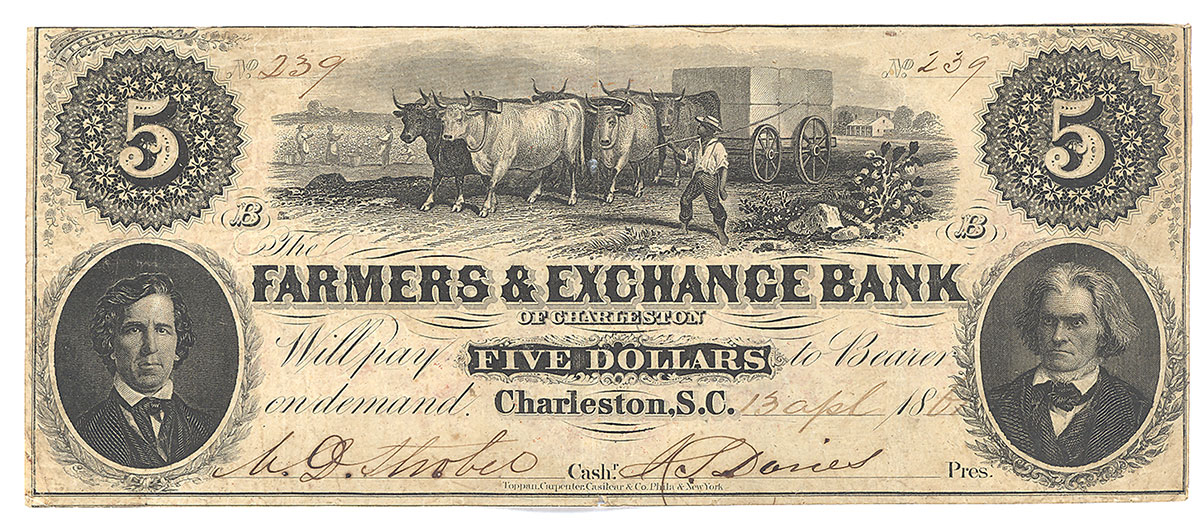 5 No 239 No 239 5
B B
The
FARMERS & EXCHANGE BANK
OF CHARLESTON
Will pay FIVE DOLLARS to Bearer
on demand. Charleston, S.C. 13 apl 18
Cash.r Pres.
Toppan, Carpenter, Casilear & Co. Phila & New York